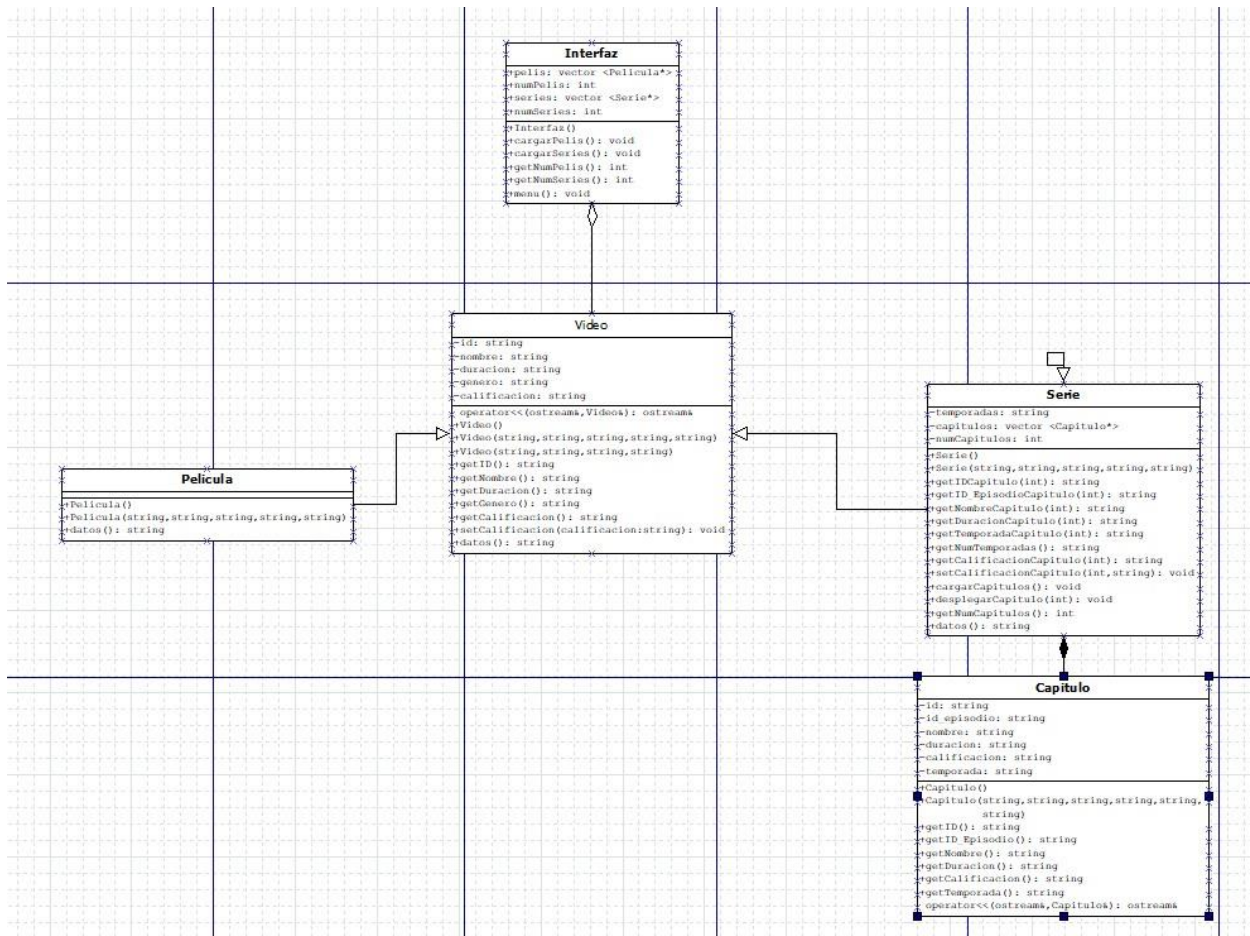 Interfaz
+pelis: vector <Pelicula*>
+numPelis: int
+series: vector <Serie*>
+numSeries: int
+Interfaz()
+cargarPelis(): void
+cargarSeries(): void
+getNumPelis(): int
+getNumSeries(): int
+menu(): void
Video
-id: string
-nombre: string
-duracion: string
-genero: string
-calificacion: string
operator<<(ostream&,Video&): ostream&
+Video()
+Video(string,string,string,string,string)
+Video(string,string,string,string)
+getID(): string
+getNombre(): string
+getDuracion(): string
+getGenero(): string
+getCalificacion(): string
+setCalificacion(calificacion:string): void
+datos(): string
Pelicula
+Pelicula()
+Pelicula(string,string,string,string,string)
+datos(): string
Serie
-temporadas: string
-capitulos: vector <Capitulo*>
-numCapitulos: int
+Serie()
+Serie(string,string,string,string,string)
+getIDCapitulo(int): string
+getID_EpisodioCapitulo(int): string
+getNombreCapitulo(int): string
+getDuracionCapitulo(int): string
+getTemporadaCapitulo(int): string
+getNumTemporadas(): string
+getCalificacionCapitulo(int): string
+setCalificacionCapitulo(int,string): void
+cargarCapitulos(): void
+desplegarCapitulo(int): void
+getNumCapitulos(): int
+datos(): string
Capitulo
-id: string
-id_episodio: string
-nombre: string
-duracion: string
-calificacion: string
-temporada: string
+Capitulo()
+Capitulo(string,string,string,string,string,
string)
+getID(): string
+getID_Episodio(): string
+getNombre(): string
+getDuracion(): string
+getCalificacion(): string
+getTemporada(): string
operator<<(ostream&,Capitulo&): ostream&